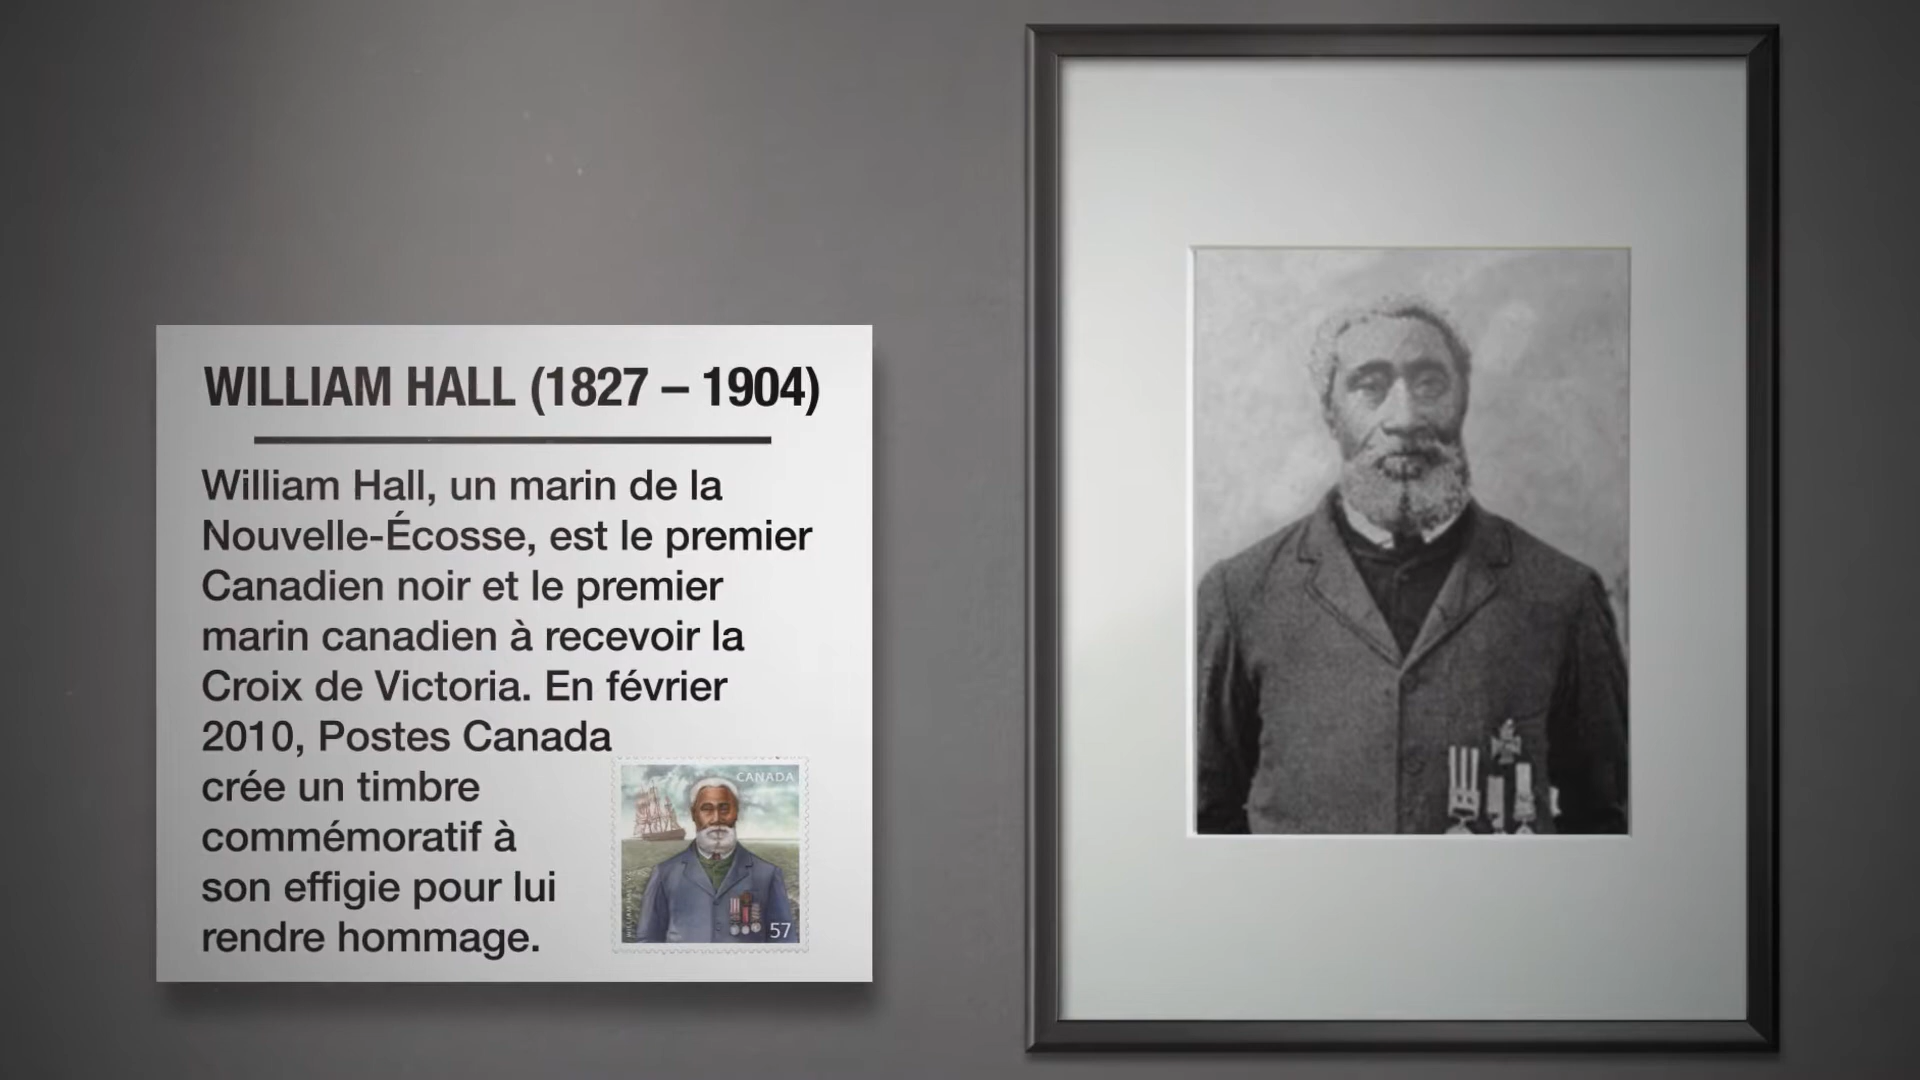 WILLIAM HALL (1827 – 1904)
William Hall, un marin de la
Nouvelle-Écosse, est le premier
Canadien noir et le premier
marin canadien à recevoir la
Croix de Victoria. En février
2010, Postes Canada
crée un timbre
commémoratif à
son effigie pour lui
rendre hommage.
CANADA
57